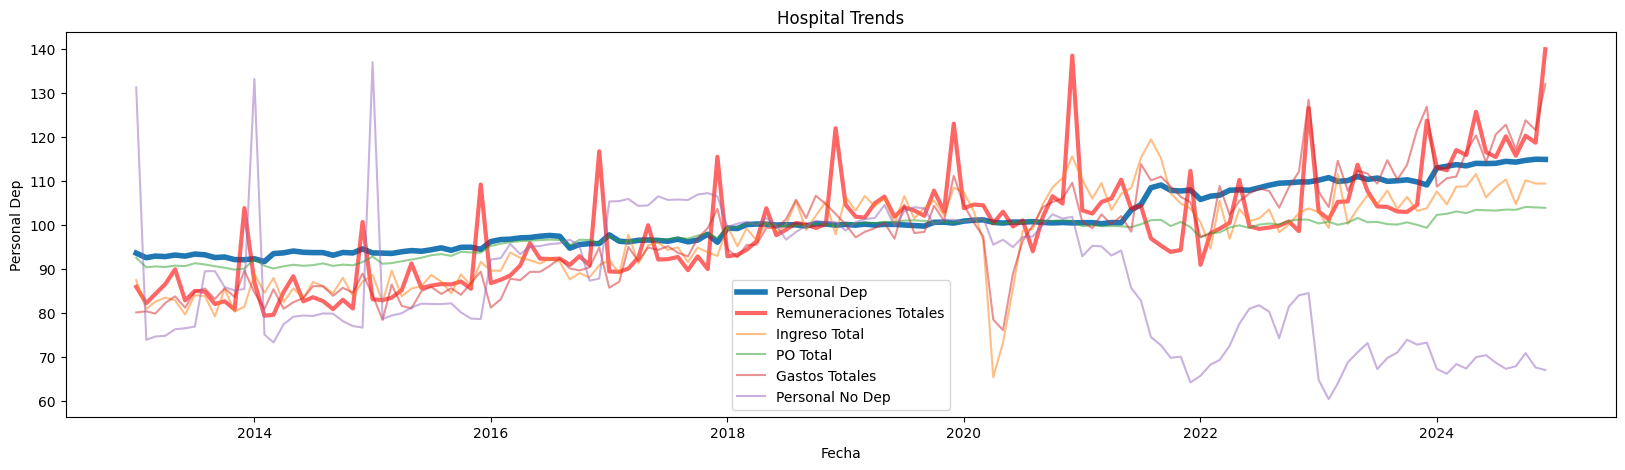 Hospital Trends
Personal Dep
140
130
120
110
100
90
80
70
60
Personal Dep
Remuneraciones Totales
Ingreso Total
PO Total
Gastos Totales
Personal No Dep
2014
2016
2018
2020
2022
2024
Fecha